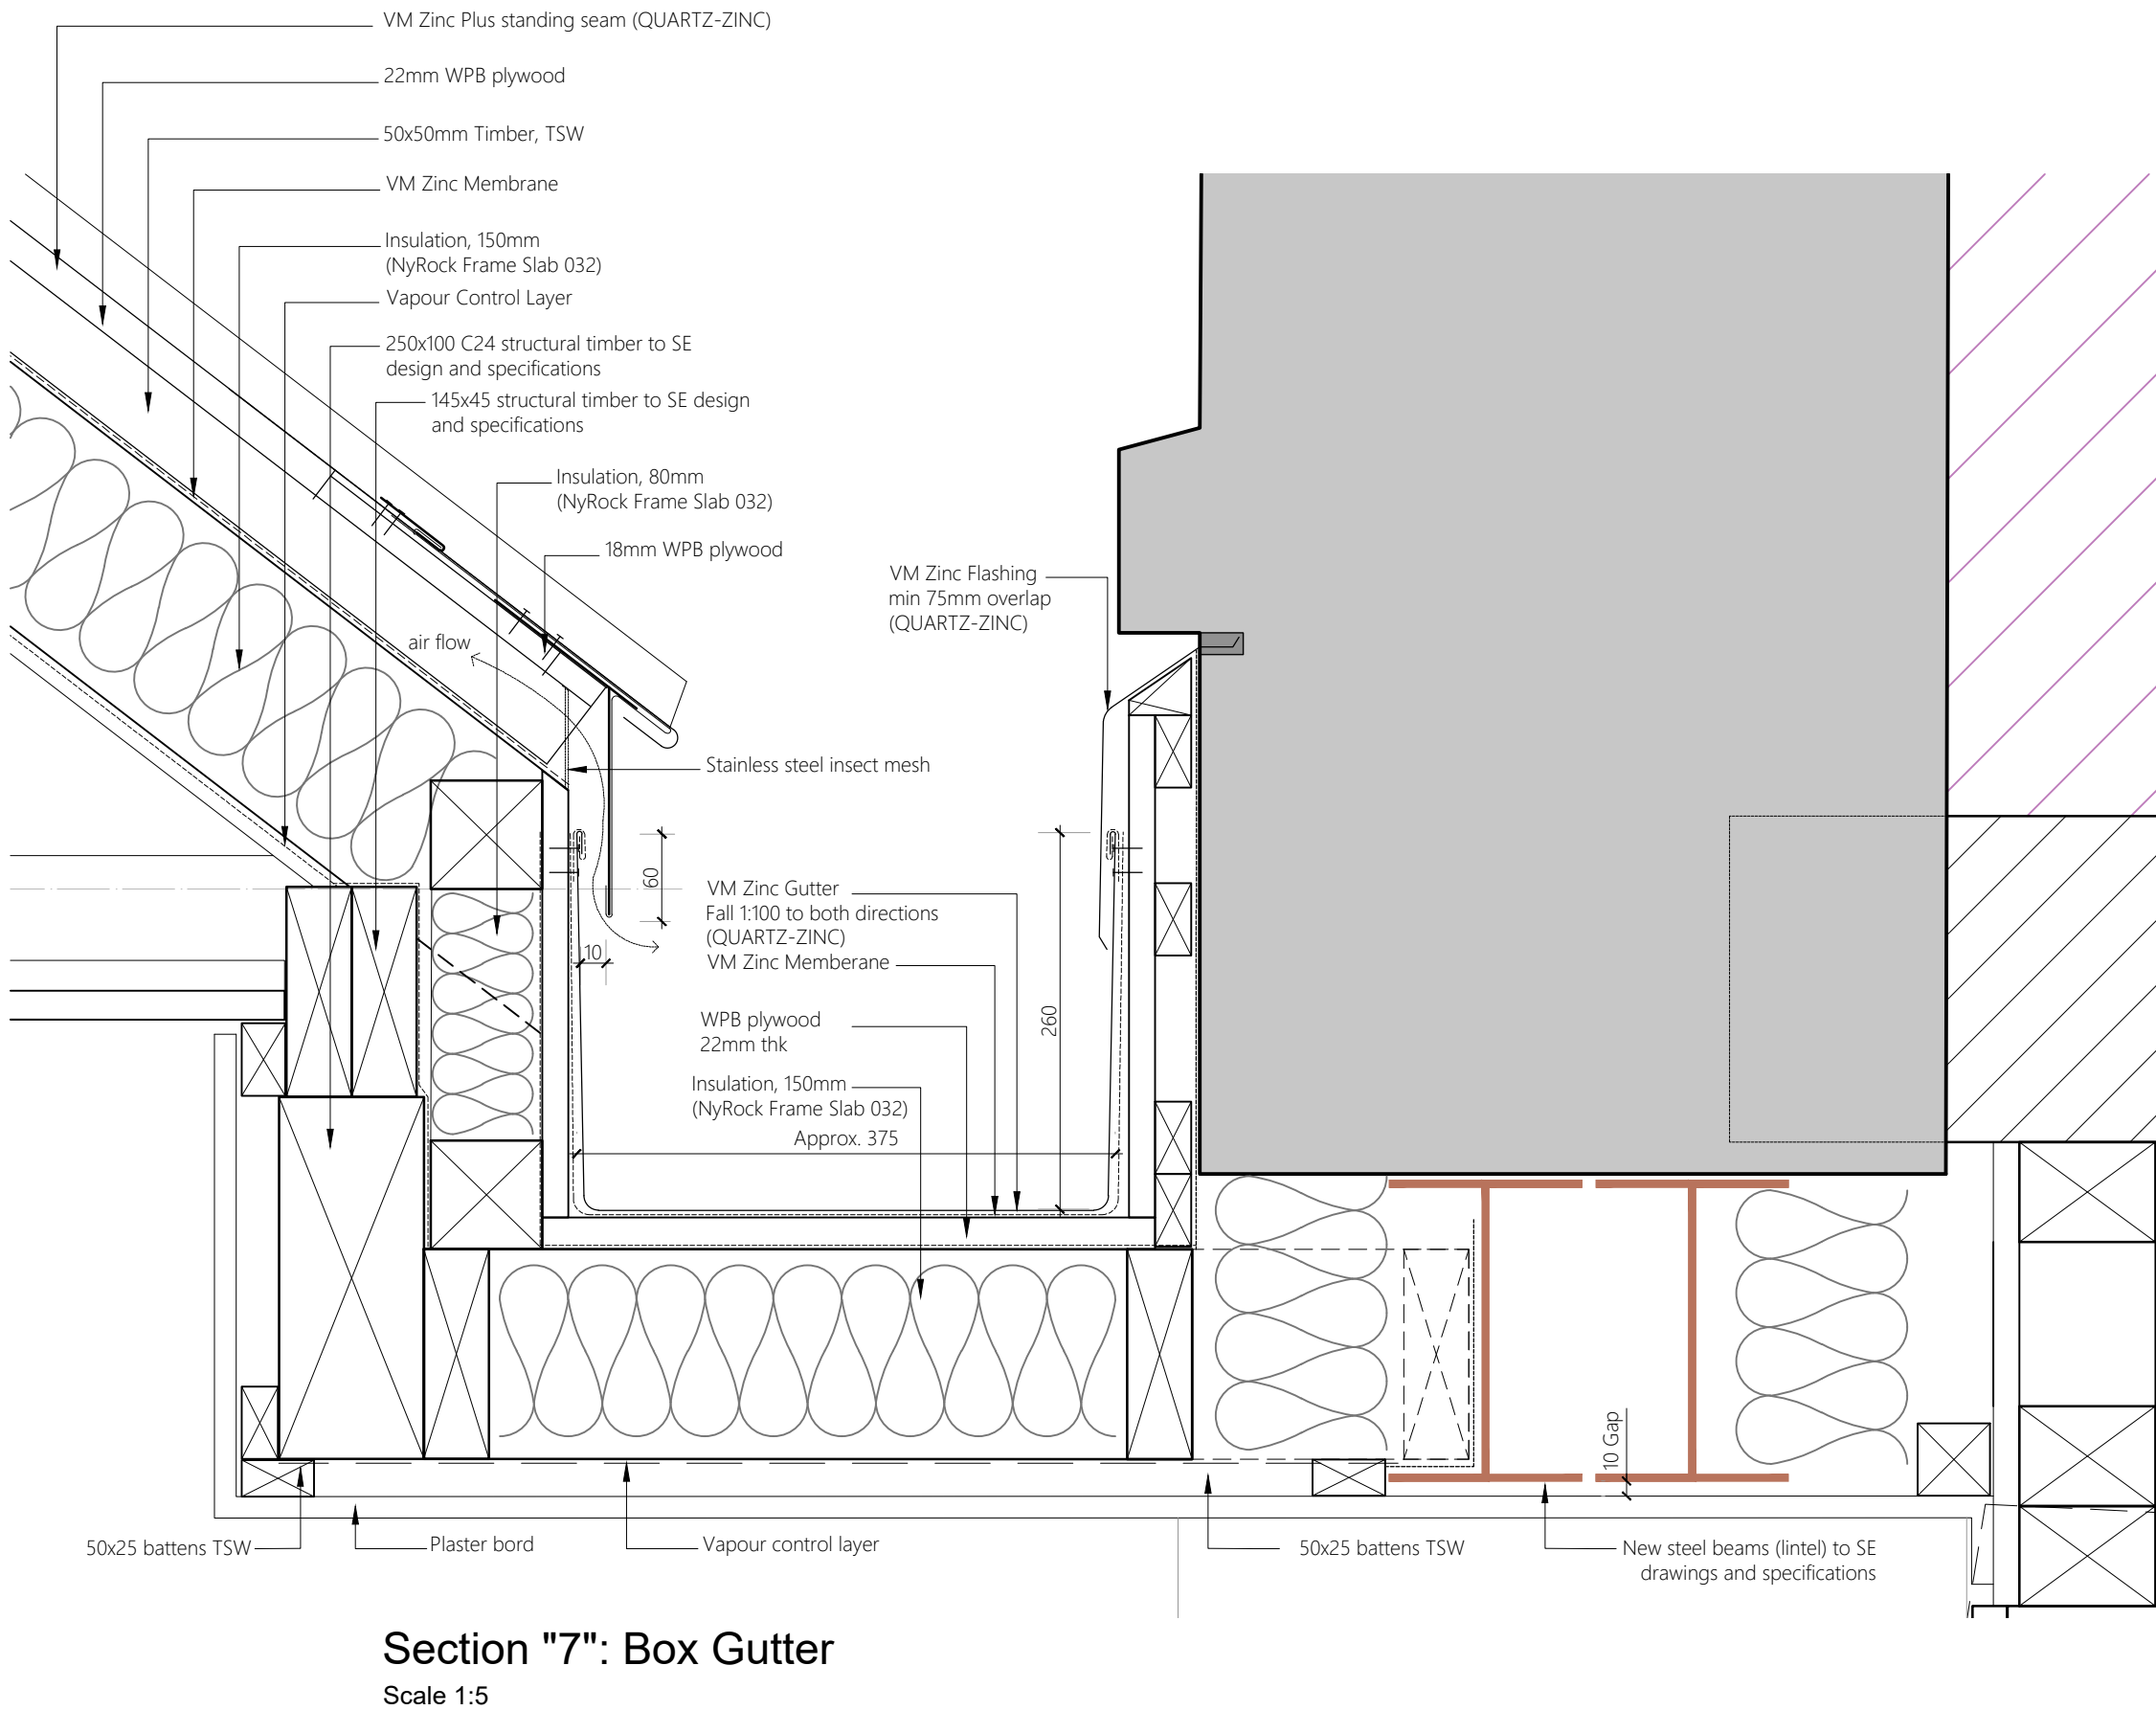 VM Zinc Plus standing seam (QUARTZ-ZINC)
22mm WPB plywood
50x50mm Timber, TSW
VM Zinc Membrane
Insulation, 150mm
(NyRock Frame Slab 032)
Vapour Control Layer
250x100 C24 structural timber to SE
design and specifications
145x45 structural timber to SE design
and specifications
Insulation, 80mm
(NyRock Frame Slab 032)
18mm WPB plywood
air flow
VM Zinc Flashing
min 75mm overlap
(QUARTZ-ZINC)
Stainless steel insect mesh
60
10
VM Zinc Gutter
Fall 1:100 to both directions
(QUARTZ-ZINC)
VM Zinc Memberane
260
WPB plywood
22mm thk
Insulation, 150mm
(NyRock Frame Slab 032)
Approx. 375
10 Gap
50x25 battens TSW
Plaster bord
Vapour control layer
50x25 battens TSW
New steel beams (lintel) to SE
drawings and specifications
Section "7": Box Gutter
Scale 1:5